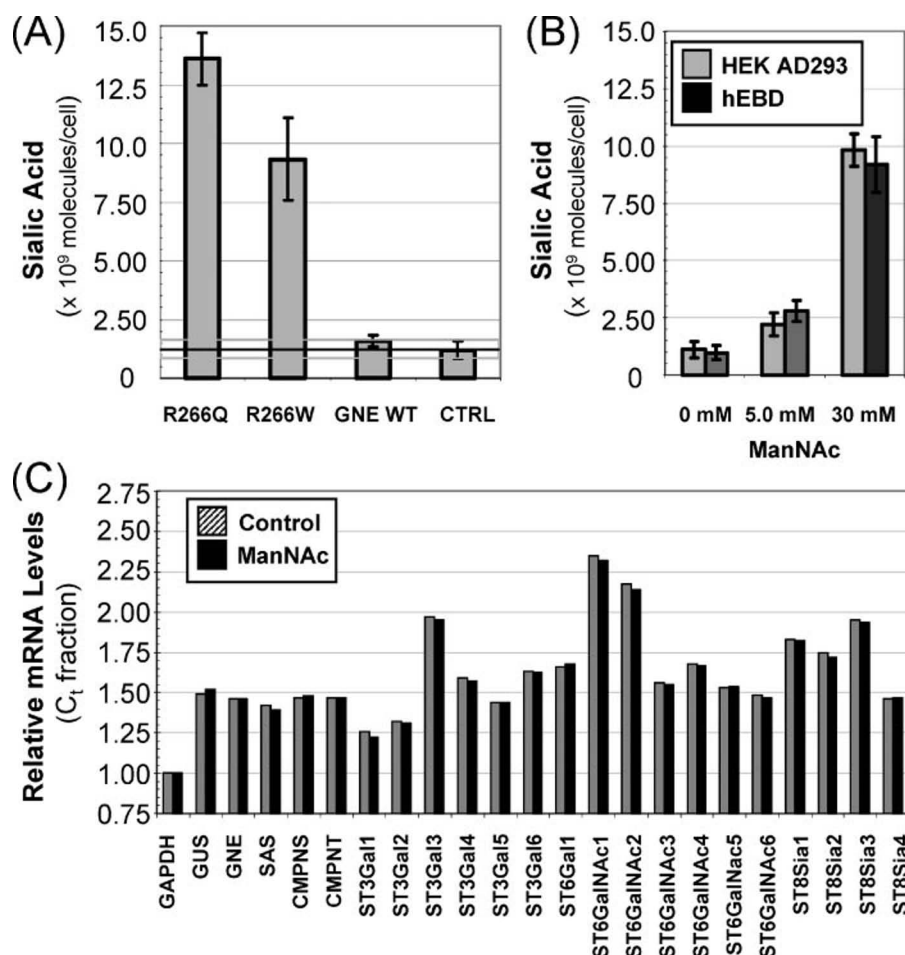 (A)
15.0
12.5
10.0
7.50
5.00
2.50
0
Sialic Acid
(x 10⁹ molecules/cell)
R266Q R266W GNE WT CTRL
(B)
15.0
12.5
10.0
7.50
5.00
2.50
0
Sialic Acid
(x 10⁹ molecules/cell)
HEK AD293
hEBD
0 mM 5.0 mM 30 mM
ManNAc
(C)
2.75
2.50
2.25
2.00
1.75
1.50
1.25
1.00
0.75
Relative mRNA Levels
(Cₜ fraction)
Control
ManNAc
GAPDH
GUS
GNE
SAS
CMPNS
CMPNT
ST3Gal1
ST3Gal2
ST3Gal3
ST3Gal4
ST3Gal5
ST3Gal6
ST6Gal1
ST6GalNAc1
ST6GalNAc2
ST6GalNAc3
ST6GalNAc4
ST6GalNac5
ST6GalNAc6
ST8Sia1
ST8Sia2
ST8Sia3
ST8Sia4